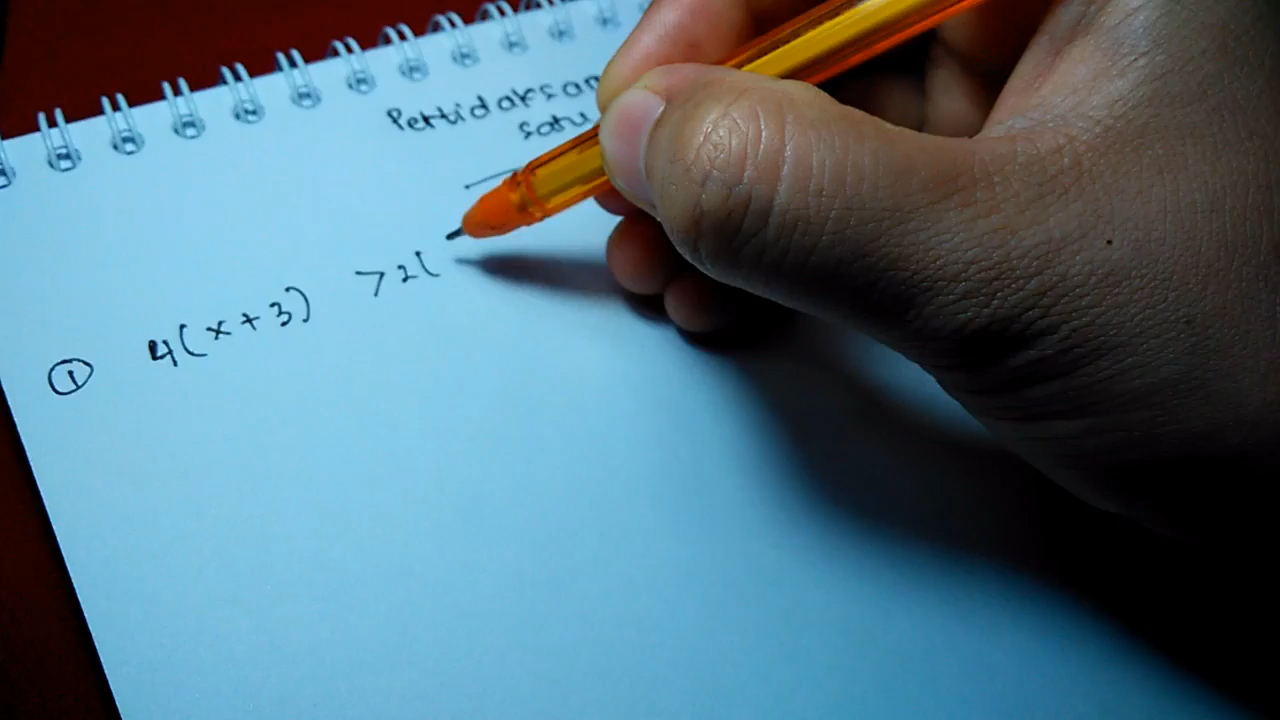 Pertidaksam
satu
① 4(x+3) >2(